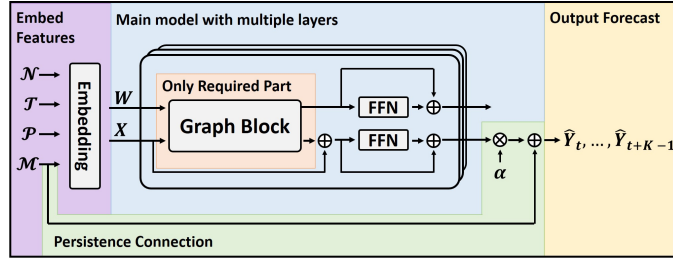 Embed
Features
Main model with multiple layers
Output Forecast
𝒩
𝒯
𝒫
ℳ
Embedding
W
X
Only Required Part
Graph Block
FFN
FFN
α
Ŷ_t, … , Ŷ_{t+K−1}
Persistence Connection